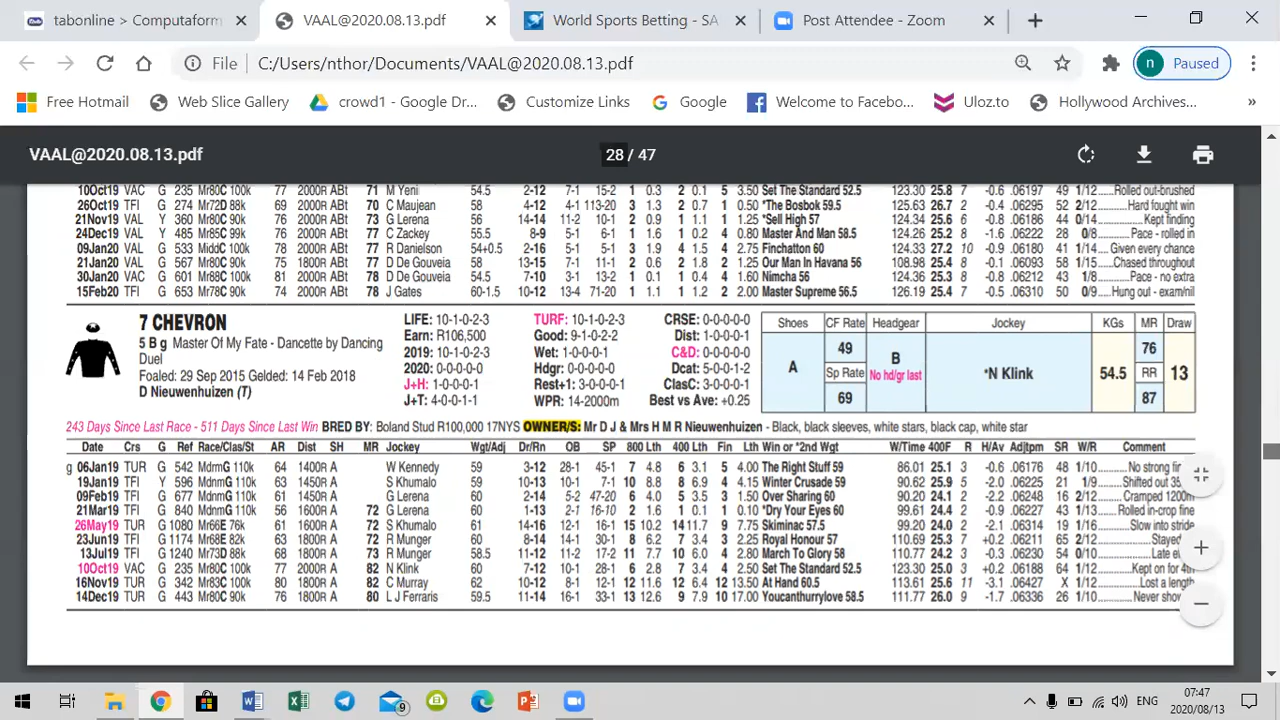 tabonline > Computaform
VAAL@2020.08.13.pdf
World Sports Betting - SA
Post Attendee - Zoom
File C:/Users/nthor/Documents/VAAL@2020.08.13.pdf
n Paused
Free Hotmail
Web Slice Gallery
crowd1 - Google Dr...
Customize Links
Google
Welcome to Facebo...
Uloz.to
Hollywood Archives...
»
VAAL@2020.08.13.pdf
28 / 47
10Oct19 VAC G 235 Mr80C 100k 77 2000R ABt 71 M Yeni 54.5 2-12 7-1 15-2 1 0.3 2 0.1 5 3.50 Set The Standard 52.5 123.30 25.8 7 -0.6 .06197 49 1/12 Rolled out-brushed
26Oct19 TFI G 274 Mr72D 88k 69 2000R ABt 70 C Maujean 58 4-12 4-1 113-20 3 1.3 2 0.7 1 0.50 *The Bosbok 59.5 125.63 26.7 2 -0.4 .06295 52 2/12 Hard fought win
21Nov19 VAL Y 360 Mr80C 90k 76 2000R ABt 73 G Lerena 56 14-14 11-2 10-1 2 0.9 1 1.1 1 1.25 *Sell High 57 124.34 25.6 3 -0.8 .06186 44 0/14 Kept finding
24Dec19 VAL Y 485 Mr85C 99k 76 2000R ABt 77 C Zackey 55.5 8-9 5-1 6-1 1 1.6 1 0.2 4 0.80 Master And Man 58.5 124.26 25.2 8 -1.6 .06222 28 0/8 Pace - rolled in
09Jan20 VAL G 533 MiddC 90k 78 2000R ABt 77 R Danielson 54+0.5 2-16 5-1 5-1 3 1.9 4 1.5 4 2.75 Finchatton 60 124.33 27.2 10 -0.9 .06180 41 1/14 Given every chance
21Jan20 VAL G 567 Mr80C 90k 75 1800R ABt 77 D De Gouveia 58 13-15 7-1 11-1 2 0.6 2 1.8 2 1.25 Our Man In Havana 56 108.98 25.4 8 -0.1 .06093 58 1/15 Chased throughout
30Jan20 VAC G 601 Mr88C 100k 81 2000R ABt 78 D De Gouveia 54.5 7-10 3-1 13-2 1 0.1 1 0.4 4 1.60 Nimcha 56 124.36 25.3 8 -0.8 .06182 43 1/8 Pace - no extra
15Feb20 TFI G 653 Mr78C 90k 74 2000R ABt 78 J Gates 60-1.5 10-12 13-4 71-20 1 1.1 1 1.2 2 2.00 Master Supreme 56.5 126.19 25.4 7 -0.5 .06310 50 0/9 Hung out - exam/nil
7 CHEVRON
5 B g Master Of My Fate - Dancette by Dancing
Duel
Foaled: 29 Sep 2015 Gelded: 14 Feb 2018
D Nieuwenhuizen (T)
LIFE: 10-1-0-2-3 TURF: 10-1-0-2-3 CRSE: 0-0-0-0-0
Earn: R106,500 Good: 9-1-0-2-2 Dist: 1-0-0-0-1
2019: 10-1-0-2-3 Wet: 1-0-0-0-1 C&D: 0-0-0-0-0
2020: 0-0-0-0-0 Hdgr: 0-0-0-0-0 Dcat: 5-0-0-1-2
J+H: 1-0-0-0-1 Rest+1: 3-0-0-0-1 ClasC: 3-0-0-0-1
J+T: 4-0-0-1-1 WPR: 14-2000m Best vs Ave: +0.25
Shoes CF Rate Headgear Jockey KGs MR Draw
A 49 B No hd/gr last *N Klink 54.5 76 13
Sp Rate RR
69 87
243 Days Since Last Race - 511 Days Since Last Win BRED BY: Boland Stud R100,000 17NYS OWNER/S: Mr D J & Mrs H M R Nieuwenhuizen - Black, black sleeves, white stars, black cap, white star
Date Crs G Ref Race/Clas/St AR Dist SH MR Jockey Wgt/Adj Dr/Rn OB SP 800 Lth 400 Lth Fin Lth Win or *2nd Wgt W/Time 400F R H/Av Adjtpm SR W/R Comment
g 06Jan19 TUR G 542 MdmG 110k 64 1400R A W Kennedy 59 3-12 28-1 45-1 7 4.8 6 3.1 5 4.00 The Right Stuff 59 86.01 25.1 3 -0.6 .06176 48 1/10 No strong fin
19Jan19 TFI Y 596 MdnmG 110k 63 1450R A S Khumalo 60 10-13 10-1 7-1 10 8.8 8 6.9 4 4.15 Winter Crusade 59 90.62 25.9 5 -2.0 .06225 21 1/9 Shifted out 35
09Feb19 TFI G 677 MdnmG 110k 61 1450R A G Lerena 60 2-14 5-2 47-20 6 4.0 5 3.5 3 1.50 Over Sharing 60 90.20 24.1 2 -2.2 .06248 16 2/12 Cramped 1200m
21Mar19 TFI G 840 MdnmG 110k 56 1600R A 72 G Lerena 60 1-13 2-1 16-10 2 1.6 1 0.1 1 0.10 *Dry Your Eyes 60 99.61 24.4 2 -0.9 .06227 43 1/13 Rolled in-crop fine
26May19 TUR G 1080 Mr66E 76k 61 1600R A 72 S Khumalo 61 14-16 12-1 16-1 15 10.2 14 11.7 9 7.75 Skiminac 57.5 99.20 24.0 2 -2.1 .06314 19 1/16 Slow into stride
23Jun19 TFI G 1174 Mr68E 82k 63 1800R A 72 R Munger 60 8-14 14-1 30-1 8 6.2 7 3.4 3 2.25 Royal Honour 57 110.69 25.3 7 +0.2 .06211 65 2/12 Stayed
13Jul19 TFI G 1240 Mr73D 88k 68 1800R A 73 R Munger 58.5 11-12 11-2 17-2 11 7.7 10 6.0 4 2.80 March To Glory 58 110.77 24.2 3 -0.3 .06230 54 0/10 Late e
10Oct19 VAC G 235 Mr80C 100k 77 2000R A 82 N Klink 60 7-12 10-1 28-1 6 2.8 7 3.4 4 2.50 Set The Standard 52.5 123.30 25.0 3 +0.2 .06188 64 1/12 Kept on for 4th
16Nov19 TUR G 342 Mr83C 100k 80 1800R A 82 C Murray 62 10-12 8-1 12-1 12 11.6 12 6.4 12 13.50 At Hand 60.5 113.61 25.6 11 -3.1 .06427 X 1/12 Lost a length
14Dec19 TUR G 443 Mr80C 90k 76 1800R A 80 L J Ferraris 59.5 11-14 16-1 33-1 13 12.6 9 7.9 10 17.00 Youcanthurrylove 58.5 111.77 26.0 9 -1.7 .06336 26 1/10 Never sho
9
ENG
07:47
2020/08/13